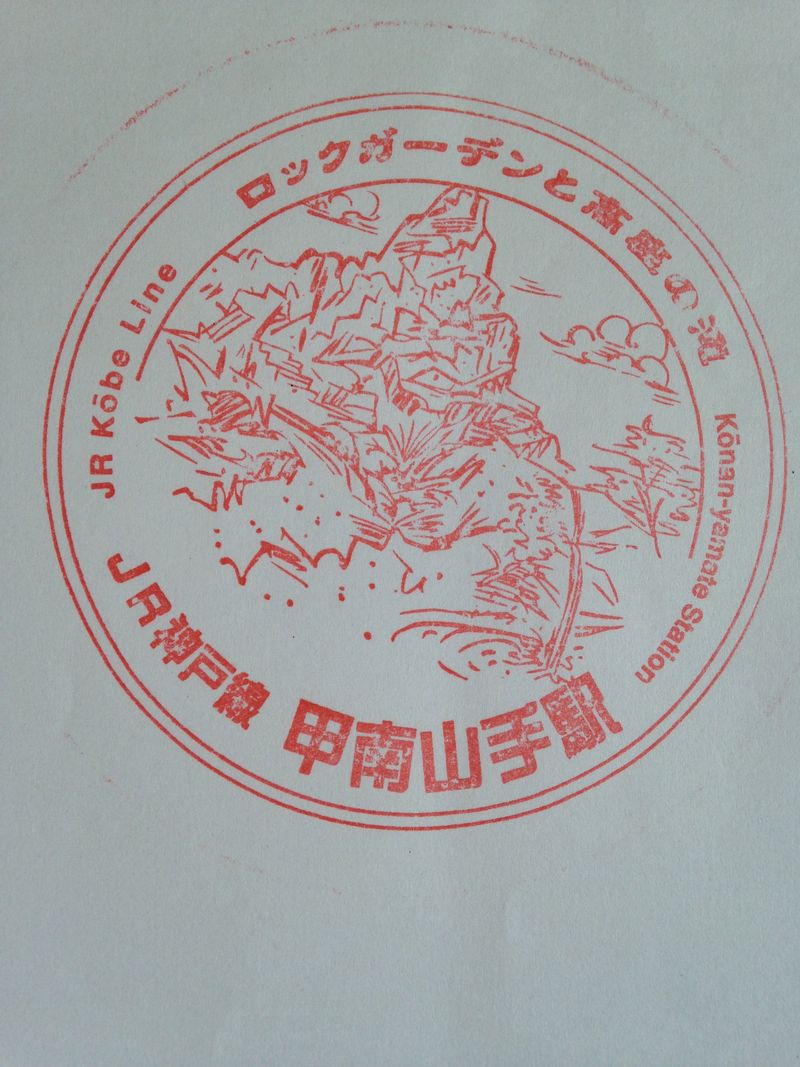 ロックガーデンと高座の滝
JR Kōbe Line
Kōnan-yamate Station
JR神戸線
甲南山手駅